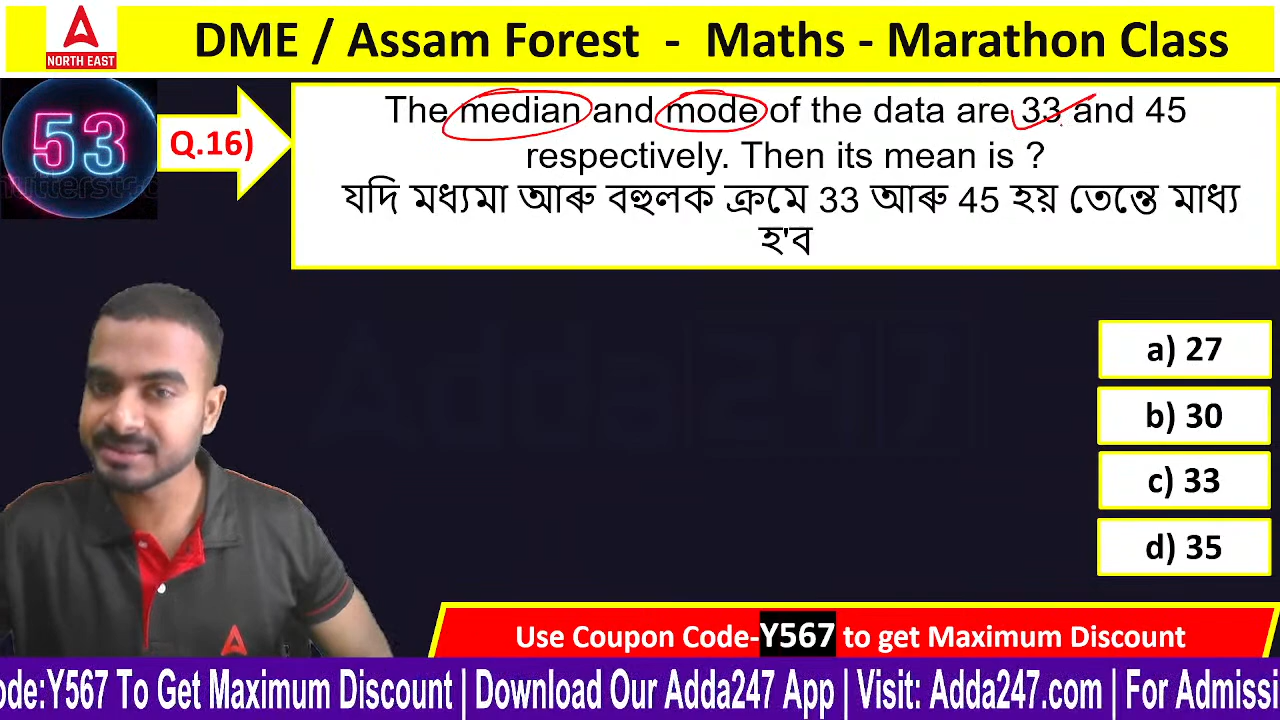 NORTH EAST
DME / Assam Forest - Maths - Marathon Class
53
Q.16)
The median and mode of the data are 33 and 45
respectively. Then its mean is ?
যদি মধ্যমা আৰু বহুলক ক্ৰমে 33 আৰু 45 হয় তেন্তে মাধ্য
হ'ব
Adda247
a) 27
b) 30
c) 33
d) 35
Use Coupon Code-Y567 to get Maximum Discount
ode:Y567 To Get Maximum Discount | Download Our Adda247 App | Visit: Adda247.com | For Admissi